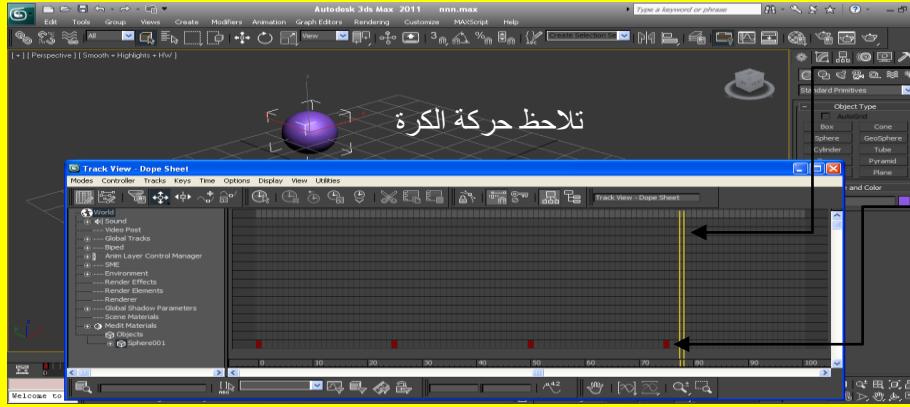 Autodesk 3ds Max 2011 nnn.max
Type a keyword or phrase
Edit Tools Group Views Create Modifiers Animation Graph Editors Rendering Customize MAXScript Help
All View Create Selection Se
[ + ] [ Perspective ] [ Smooth + Highlights + HW ]
تلاحظ حركة الكرة
Standard Primitives
Object Type
AutoGrid
Box Cone
Sphere GeoSphere
Cylinder Tube
Pyramid
Plane
and Color
Track View - Dope Sheet
Modes Controller Tracks Keys Time Options Display View Utilities
Track View - Dope Sheet
World
Sound
Video Post
Global Tracks
Biped
Anim Layer Control Manager
SME
Environment
Render Effects
Render Elements
Renderer
Global Shadow Parameters
Scene Materials
Medit Materials
Objects
Sphere001
0 10 20 30 40 50 60 70 80 90 100
Welcome to